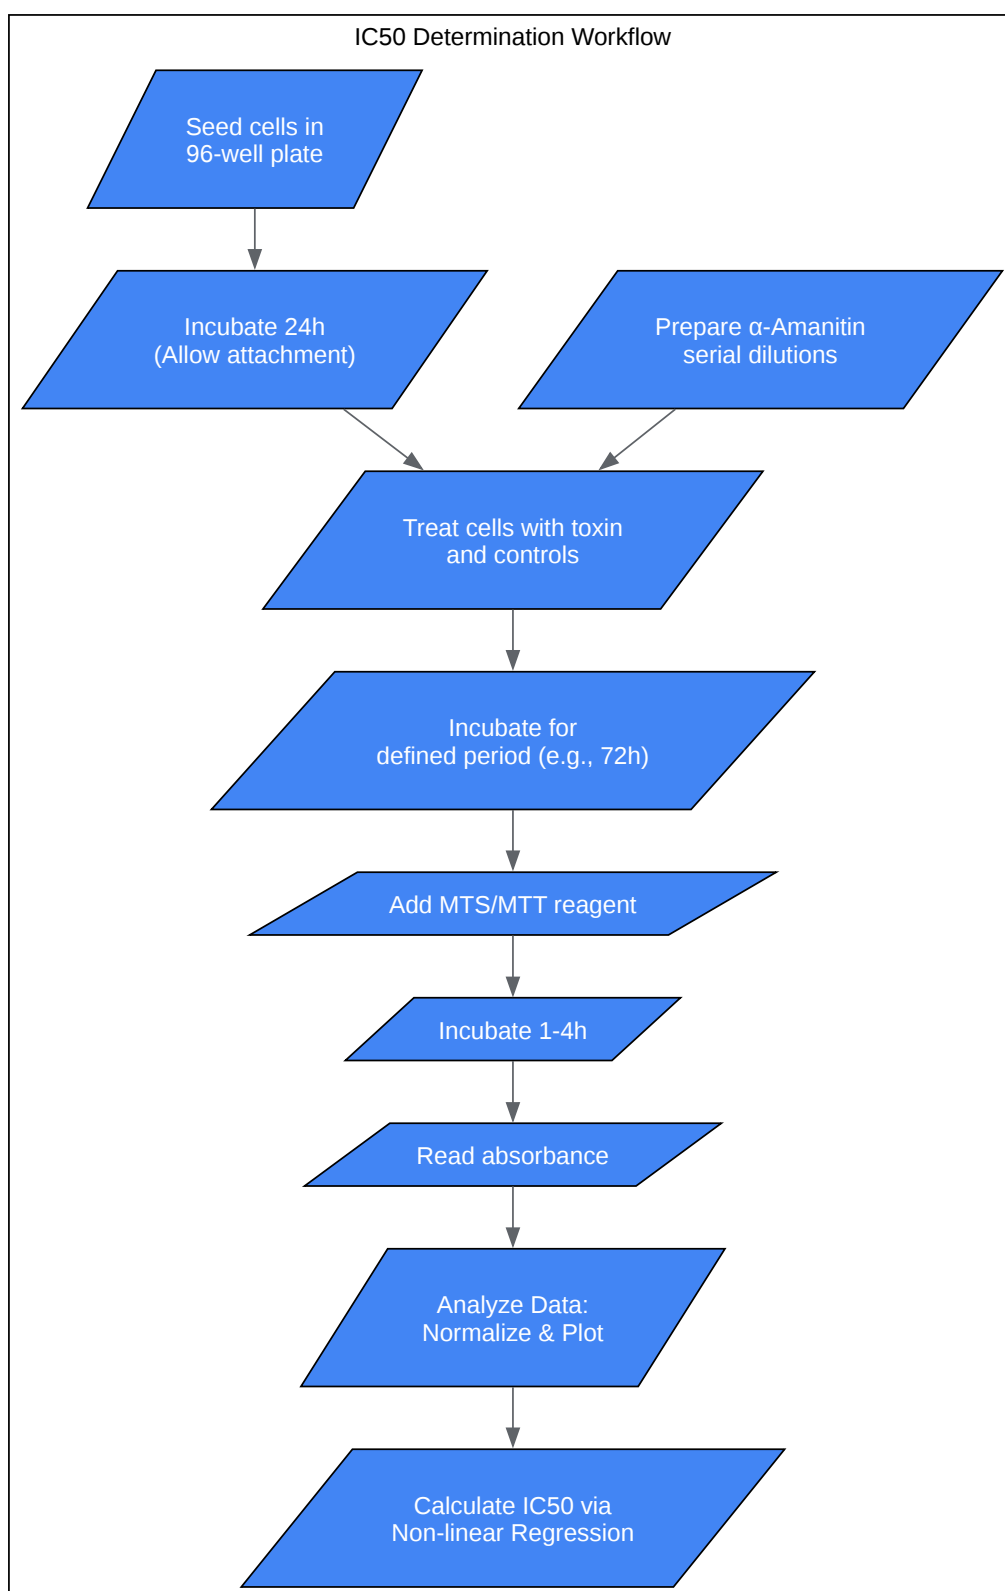 IC50 Determination Workflow
Seed cells in
96-well plate
Incubate 24h
(Allow attachment)
Prepare α-Amanitin
serial dilutions
Treat cells with toxin
and controls
Incubate for
defined period (e.g., 72h)
Add MTS/MTT reagent
Incubate 1-4h
Read absorbance
Analyze Data:
Normalize & Plot
Calculate IC50 via
Non-linear Regression